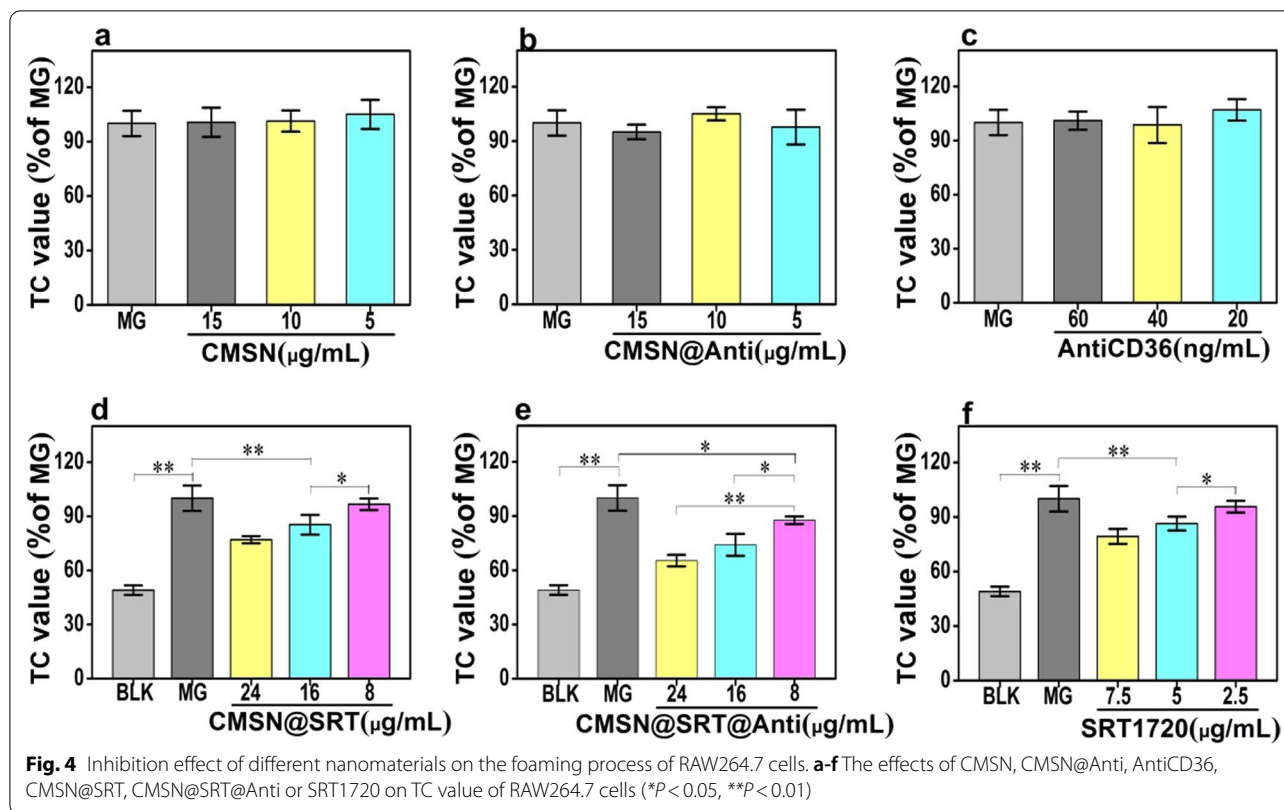 a
TC value (%of MG)
120
90
60
30
0
MG 15 10 5
CMSN(μg/mL)
b
TC value (%of MG)
120
90
60
30
0
MG 15 10 5
CMSN@Anti(μg/mL)
c
TC value (%of MG)
120
90
60
30
0
MG 60 40 20
AntiCD36(ng/mL)
d
TC value (%of MG)
120
90
60
30
0
** ** *
BLK MG 24 16 8
CMSN@SRT(μg/mL)
e
TC value (%of MG)
120
90
60
30
0
** * * **
BLK MG 24 16 8
CMSN@SRT@Anti(μg/mL)
f
TC value (%of MG)
120
90
60
30
0
** ** *
BLK MG 7.5 5 2.5
SRT1720(μg/mL)
Fig. 4 Inhibition effect of different nanomaterials on the foaming process of RAW264.7 cells. a-f The effects of CMSN, CMSN@Anti, AntiCD36,
CMSN@SRT, CMSN@SRT@Anti or SRT1720 on TC value of RAW264.7 cells (*P < 0.05, **P < 0.01)